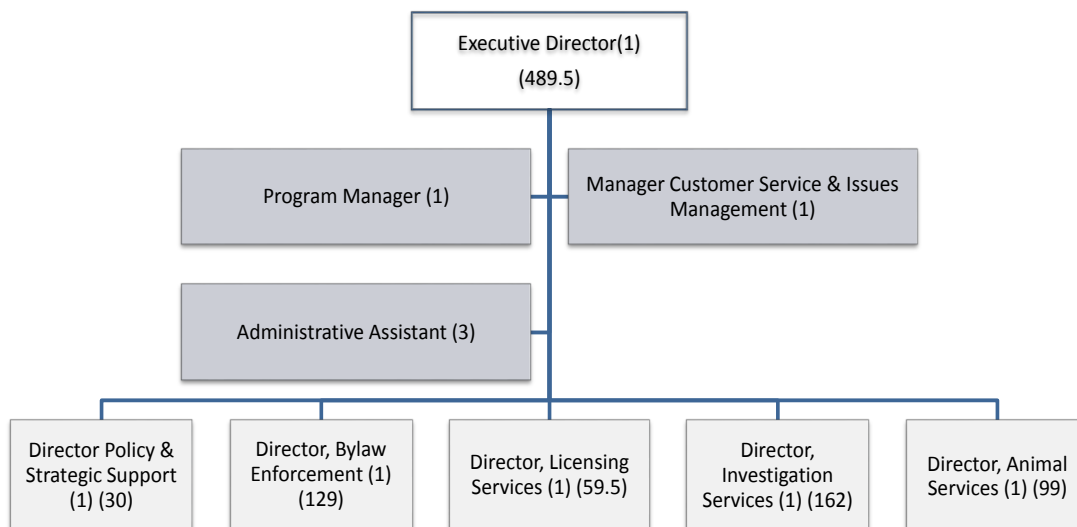 Executive Director(1)
(489.5)
Program Manager (1)
Manager Customer Service & Issues
Management (1)
Administrative Assistant (3)
Director Policy &
Strategic Support
(1) (30)
Director, Bylaw
Enforcement (1)
(129)
Director, Licensing
Services (1) (59.5)
Director,
Investigation
Services (1) (162)
Director, Animal
Services (1) (99)